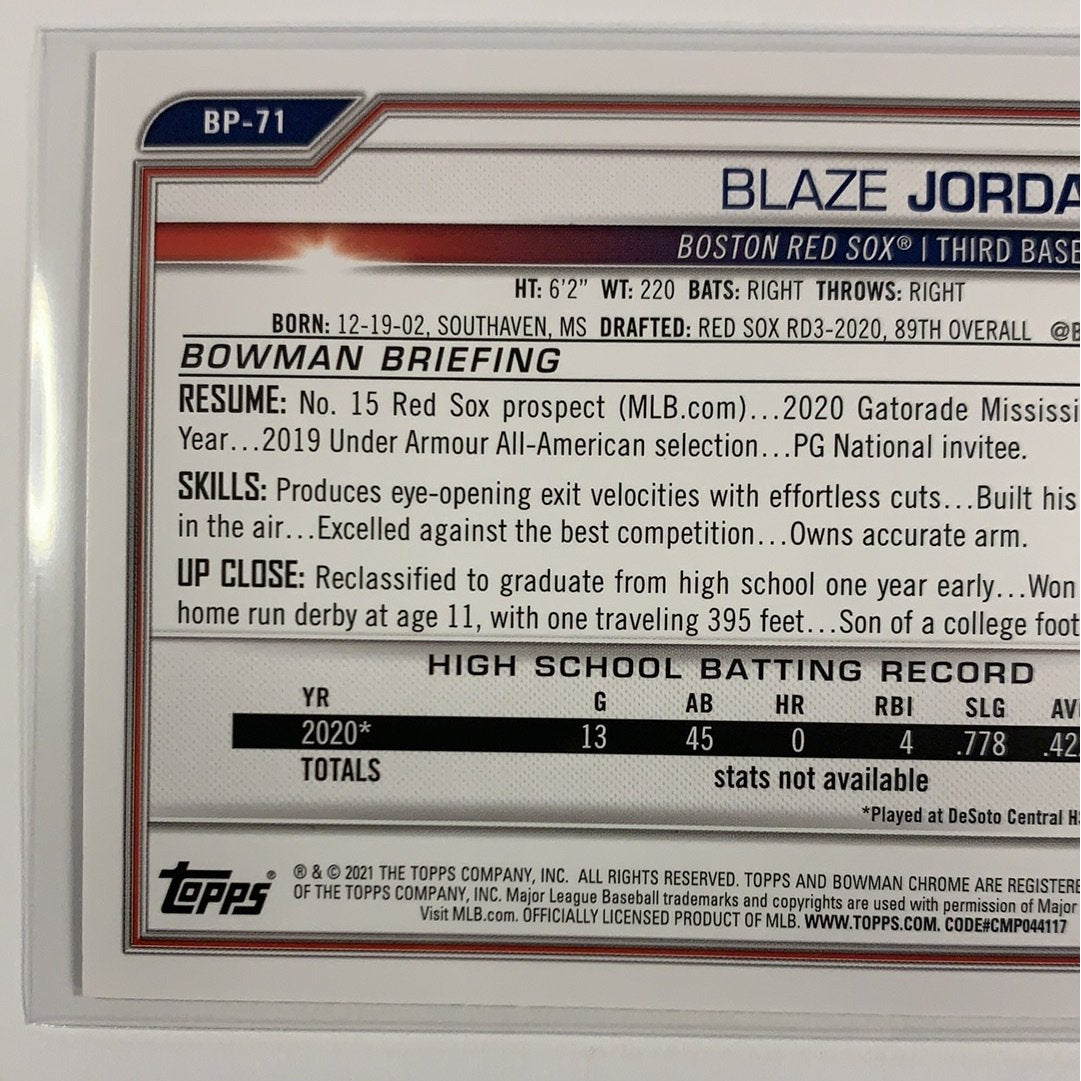 BP-71
BLAZE JORDA
BOSTON RED SOX® | THIRD BASE
HT: 6'2" WT: 220 BATS: RIGHT THROWS: RIGHT
BORN: 12-19-02, SOUTHAVEN, MS DRAFTED: RED SOX RD3-2020, 89TH OVERALL @B
BOWMAN BRIEFING
RESUME: No. 15 Red Sox prospect (MLB.com)...2020 Gatorade Mississi
Year...2019 Under Armour All-American selection...PG National invitee.
SKILLS: Produces eye-opening exit velocities with effortless cuts...Built his
in the air...Excelled against the best competition...Owns accurate arm.
UP CLOSE: Reclassified to graduate from high school one year early...Won
home run derby at age 11, with one traveling 395 feet...Son of a college foot
HIGH SCHOOL BATTING RECORD
YR G AB HR RBI SLG AV
2020* 13 45 0 4 .778 .42
TOTALS stats not available
*Played at DeSoto Central H
topps® ® & © 2021 THE TOPPS COMPANY, INC. ALL RIGHTS RESERVED. TOPPS AND BOWMAN CHROME ARE REGISTERE
OF THE TOPPS COMPANY, INC. Major League Baseball trademarks and copyrights are used with permission of Major
Visit MLB.com. OFFICIALLY LICENSED PRODUCT OF MLB. WWW.TOPPS.COM. CODE#CMP044117